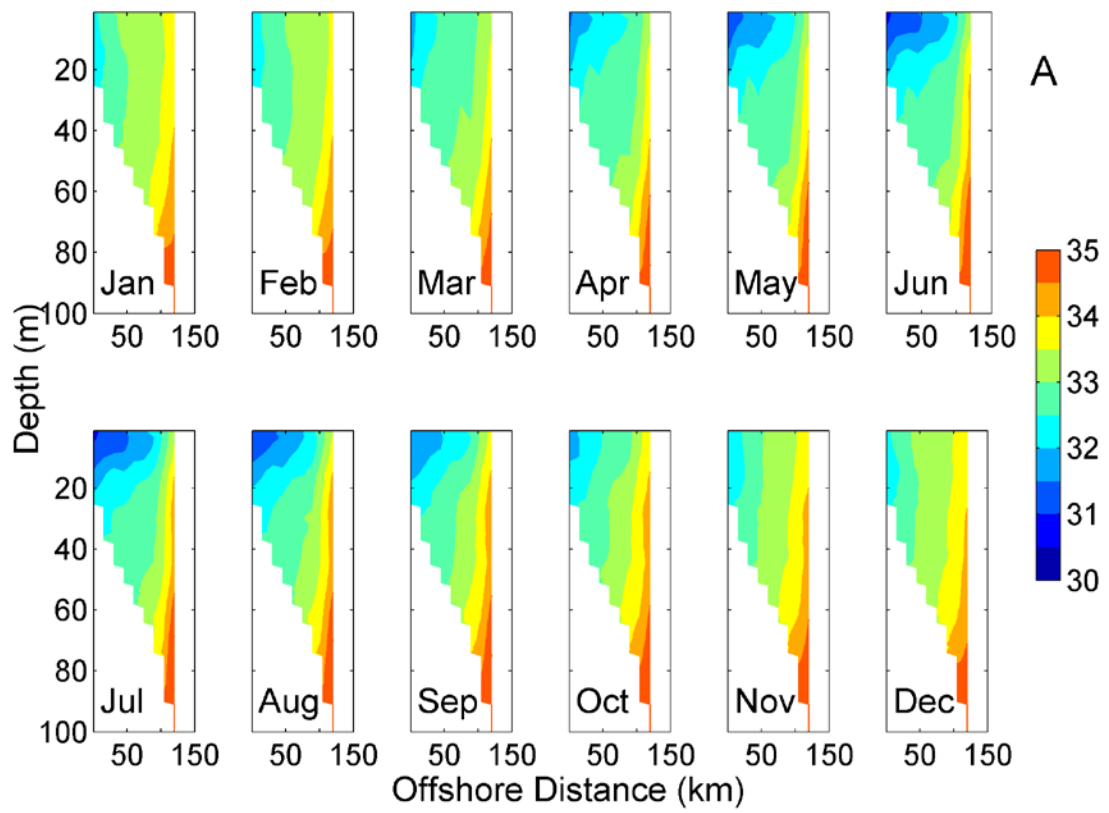 A
20
40
60
80
100
Depth (m)
Jan Feb Mar Apr May Jun
50 150 50 150 50 150 50 150 50 150 50 150
35
34
33
32
31
30
20
40
60
80
100
Jul Aug Sep Oct Nov Dec
50 150 50 150 50 150 50 150 50 150 50 150
Offshore Distance (km)